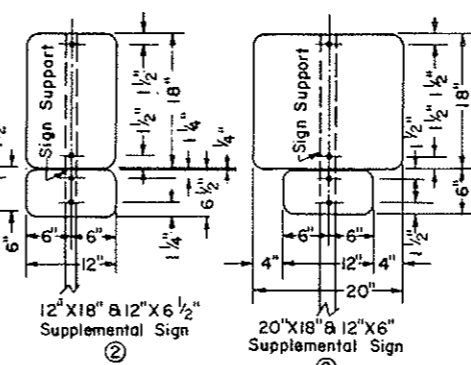 Sign Support
1½"
18"
1½"
1¼"
¼"
6½"
6"
6" 6"
1¼"
12"
12" X18" & 12"X 6 ½"
Supplemental Sign
②
Sign Support
1½"
18"
1½"
1½"
6"
6" 6"
1½"
4" 12" 4"
20"
20"X18" & 12"X6"
Supplemental Sign